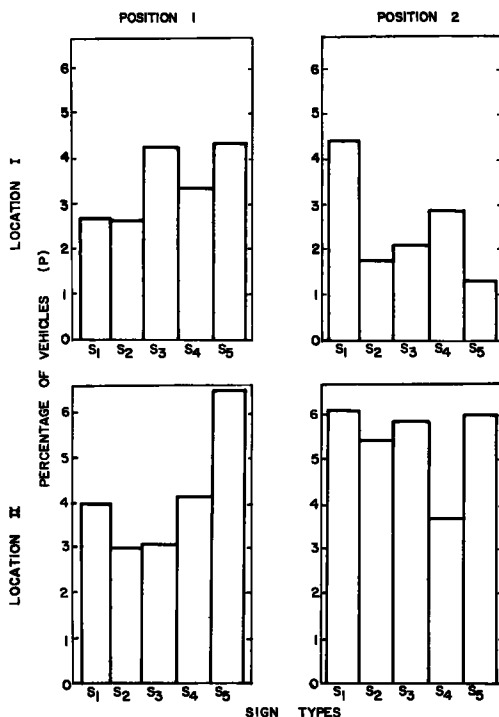 POSITION 1 POSITION 2
LOCATION I
LOCATION II
PERCENTAGE OF VEHICLES (P)
6 6
5 5
4 4
3 3
2 2
1 1
0 0
S1 S2 S3 S4 S5 S1 S2 S3 S4 S5
6 6
5 5
4 4
3 3
2 2
1 1
0 0
S1 S2 S3 S4 S5 S1 S2 S3 S4 S5
SIGN TYPES